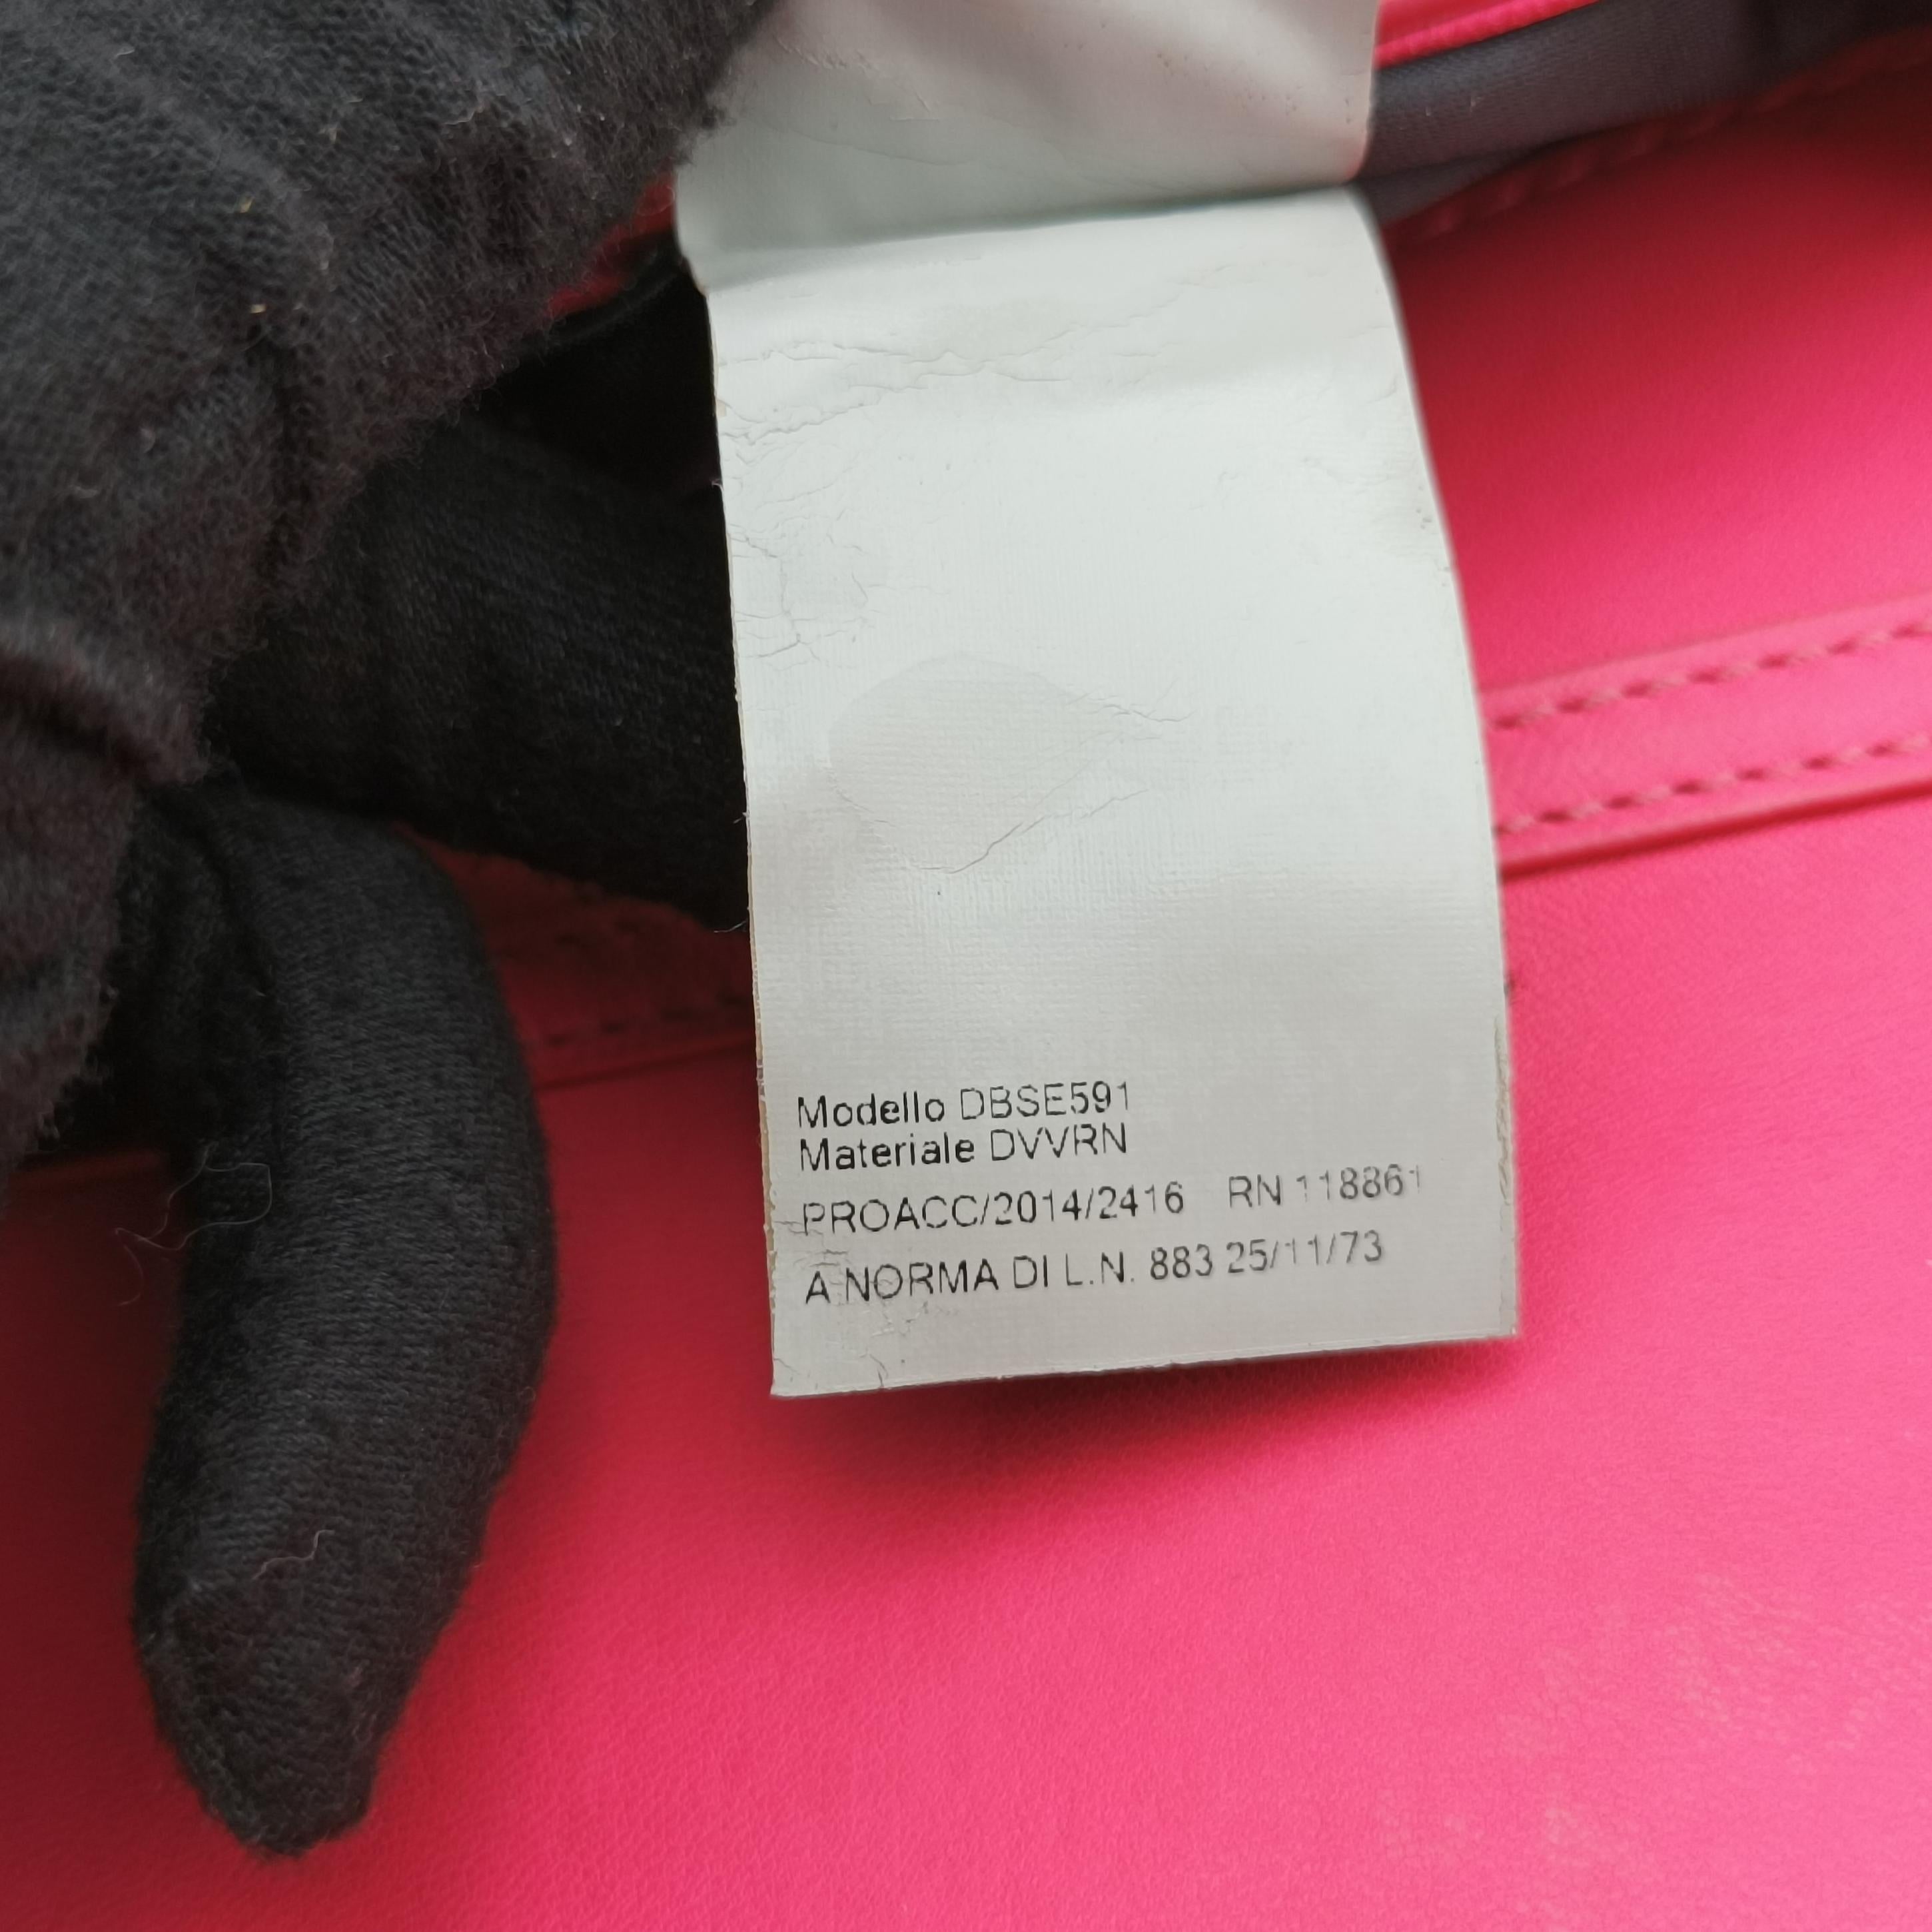 Modello DBSE591
Materiale DVVRN
PROACC/2014/2416 RN 118861
A NORMA DI L.N. 883 25/11/73